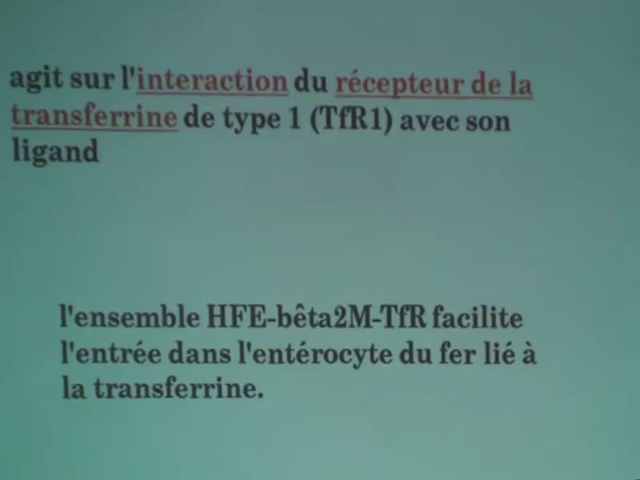 agit sur l'interaction du récepteur de la
transferrine de type 1 (TfR1) avec son
ligand
l'ensemble HFE-bêta2M-TfR facilite
l'entrée dans l'entérocyte du fer lié à
la transferrine.